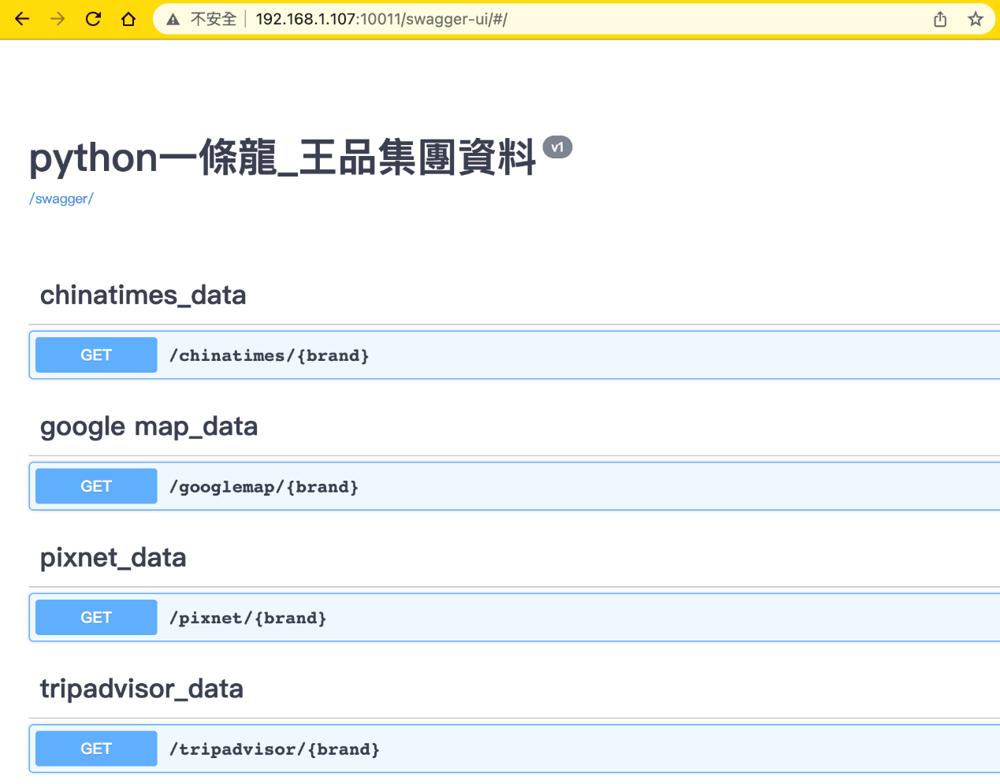 不安全 192.168.1.107:10011/swagger-ui/#/
python一條龍_王品集團資料 v1
/swagger/
chinatimes_data
GET /chinatimes/{brand}
google map_data
GET /googlemap/{brand}
pixnet_data
GET /pixnet/{brand}
tripadvisor_data
GET /tripadvisor/{brand}